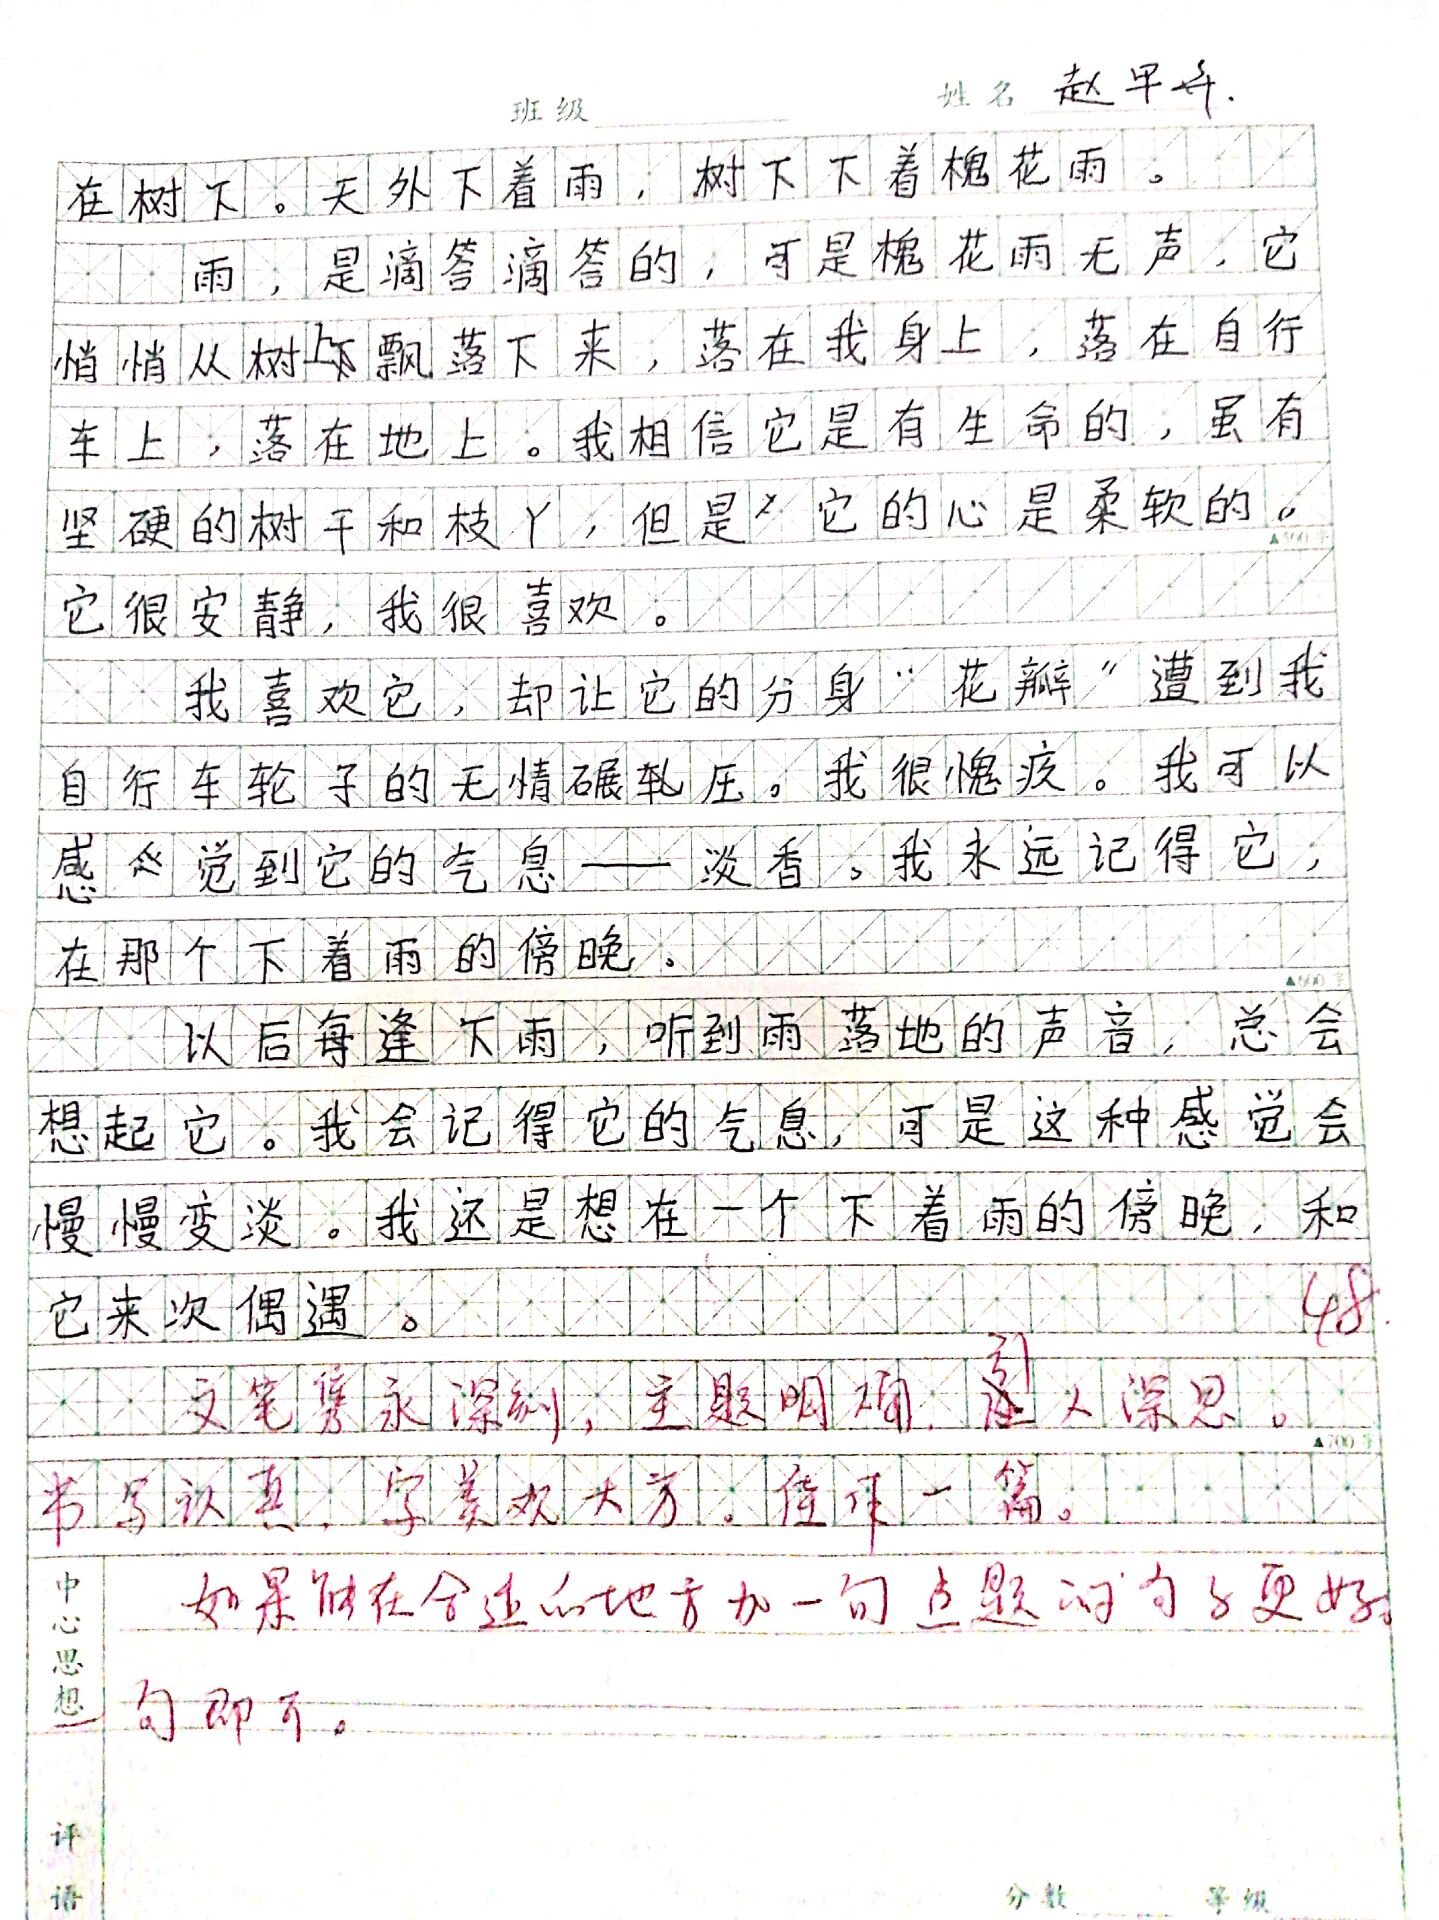 班级 姓名 赵早弁.
在树下。天外下着雨，树下下着槐花雨。
雨，是滴答滴答的，可是槐花雨无声，它
悄悄从树上飘落下来，落在我身上，落在自行
车上，落在地上。我相信它是有生命的，虽有
坚硬的树干和枝丫，但是它的心是柔软的。
▲500字
它很安静，我很喜欢。
我喜欢它，却让它的分身“花瓣”遭到我
自行车轮子的无情碾轧压。我很愧疚。我可以
感觉到它的气息——淡香。我永远记得它，
在那个下着雨的傍晚。
▲600字
以后每逢下雨，听到雨落地的声音，总会
想起它。我会记得它的气息，可是这种感觉会
慢慢变淡。我还是想在一个下着雨的傍晚，和
它来次偶遇。
48.
文笔隽永深刻，主题明确，引人深思。
▲700字
书写认真，字美观大方。佳作一篇。
中心思想
如果能在合适的地方加一句点题的句子更好。
句即可。
评语
分数 等级